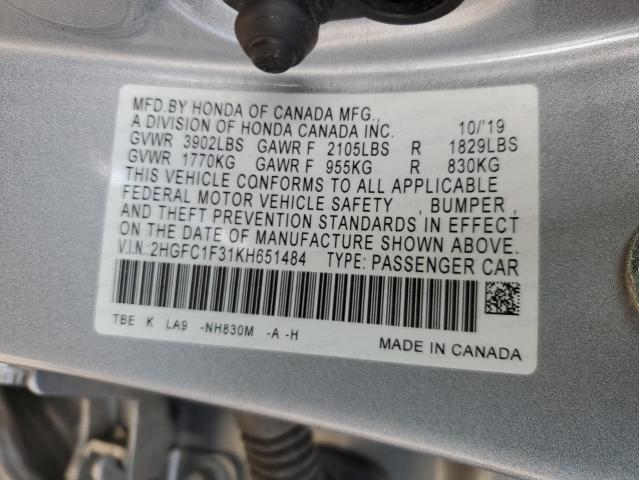 MFD.BY HONDA OF CANADA MFG.,
A DIVISION OF HONDA CANADA INC. 10/'19
GVWR 3902LBS GAWR F 2105LBS R 1829LBS
GVWR 1770KG GAWR F 955KG R 830KG
THIS VEHICLE CONFORMS TO ALL APPLICABLE
FEDERAL MOTOR VEHICLE SAFETY , BUMPER ,
AND THEFT PREVENTION STANDARDS IN EFFECT
ON THE DATE OF MANUFACTURE SHOWN ABOVE.
V.I.N.:2HGFC1F31KH651484 TYPE: PASSENGER CAR
TBE K LA9 -NH830M -A -H
MADE IN CANADA